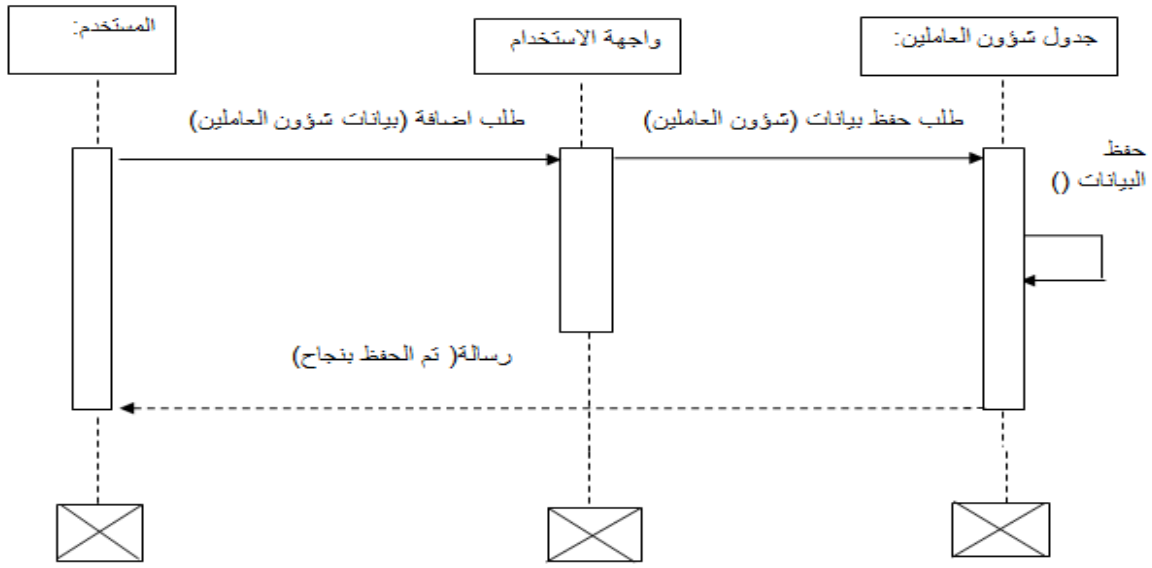 المستخدم:
واجهة الاستخدام
جدول شؤون العاملين:
طلب اضافة (بيانات شؤون العاملين)
طلب حفظ بيانات (شؤون العاملين)
حفظ
البيانات ()
رسالة( تم الحفظ بنجاح)